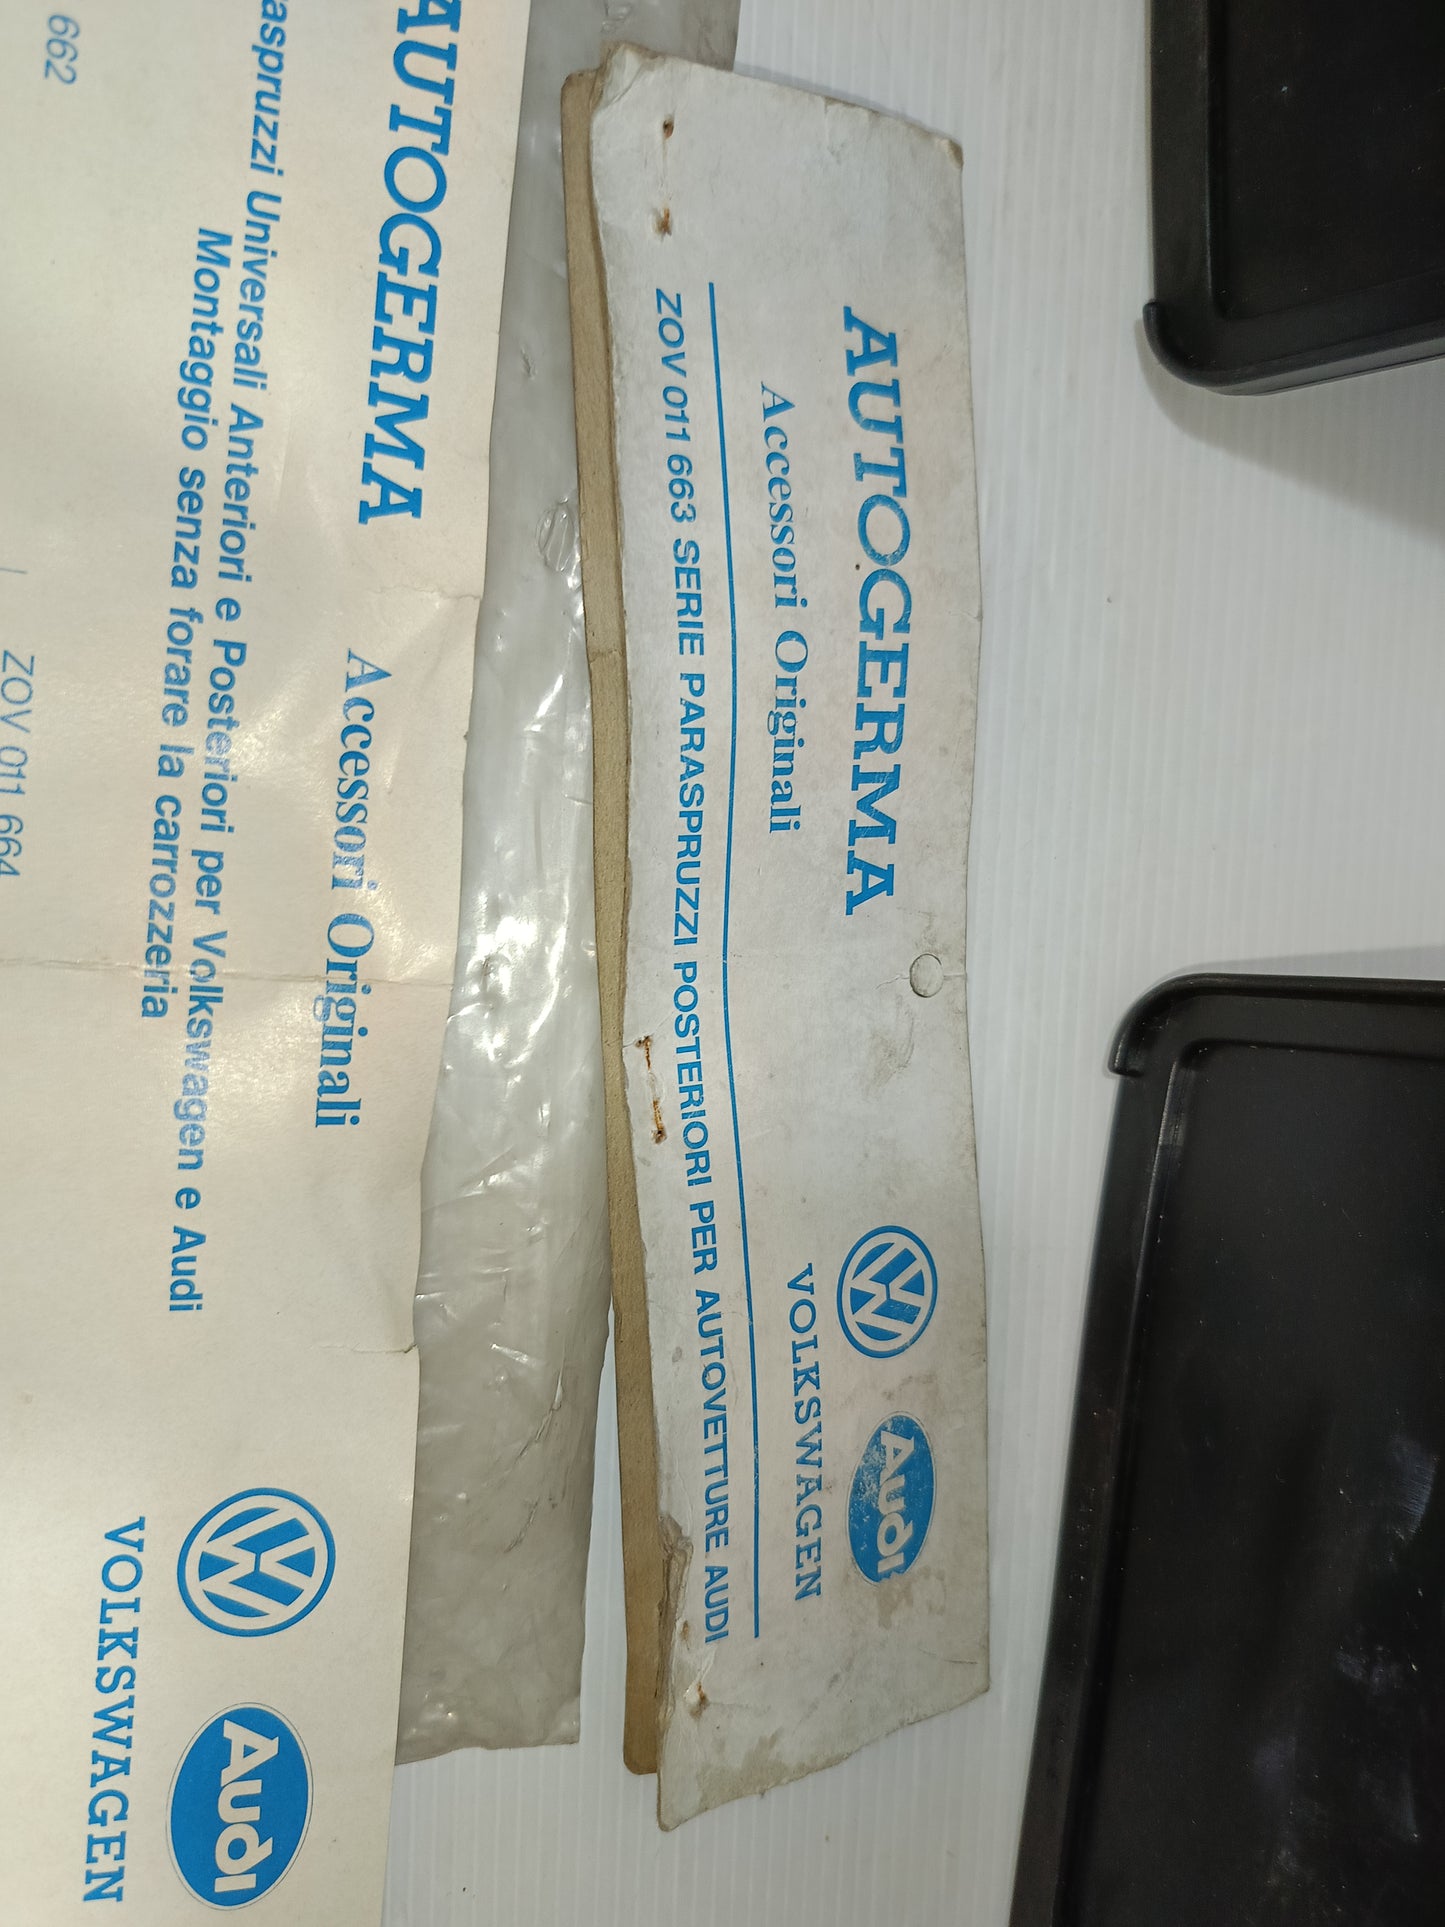 AUTOGERMA
Accessori Originali
VOLKSWAGEN
Audi
ZOV 011 663 SERIE PARASPRUZZI POSTERIORI PER AUTOVETTURE AUDI
AUTOGERMA
Accessori Originali
VOLKSWAGEN
Audi
aspruzzi Universali Anteriori e Posteriori per Volkswagen e Audi
Montaggio senza forare la carrozzeria
662
ZOV 011 664